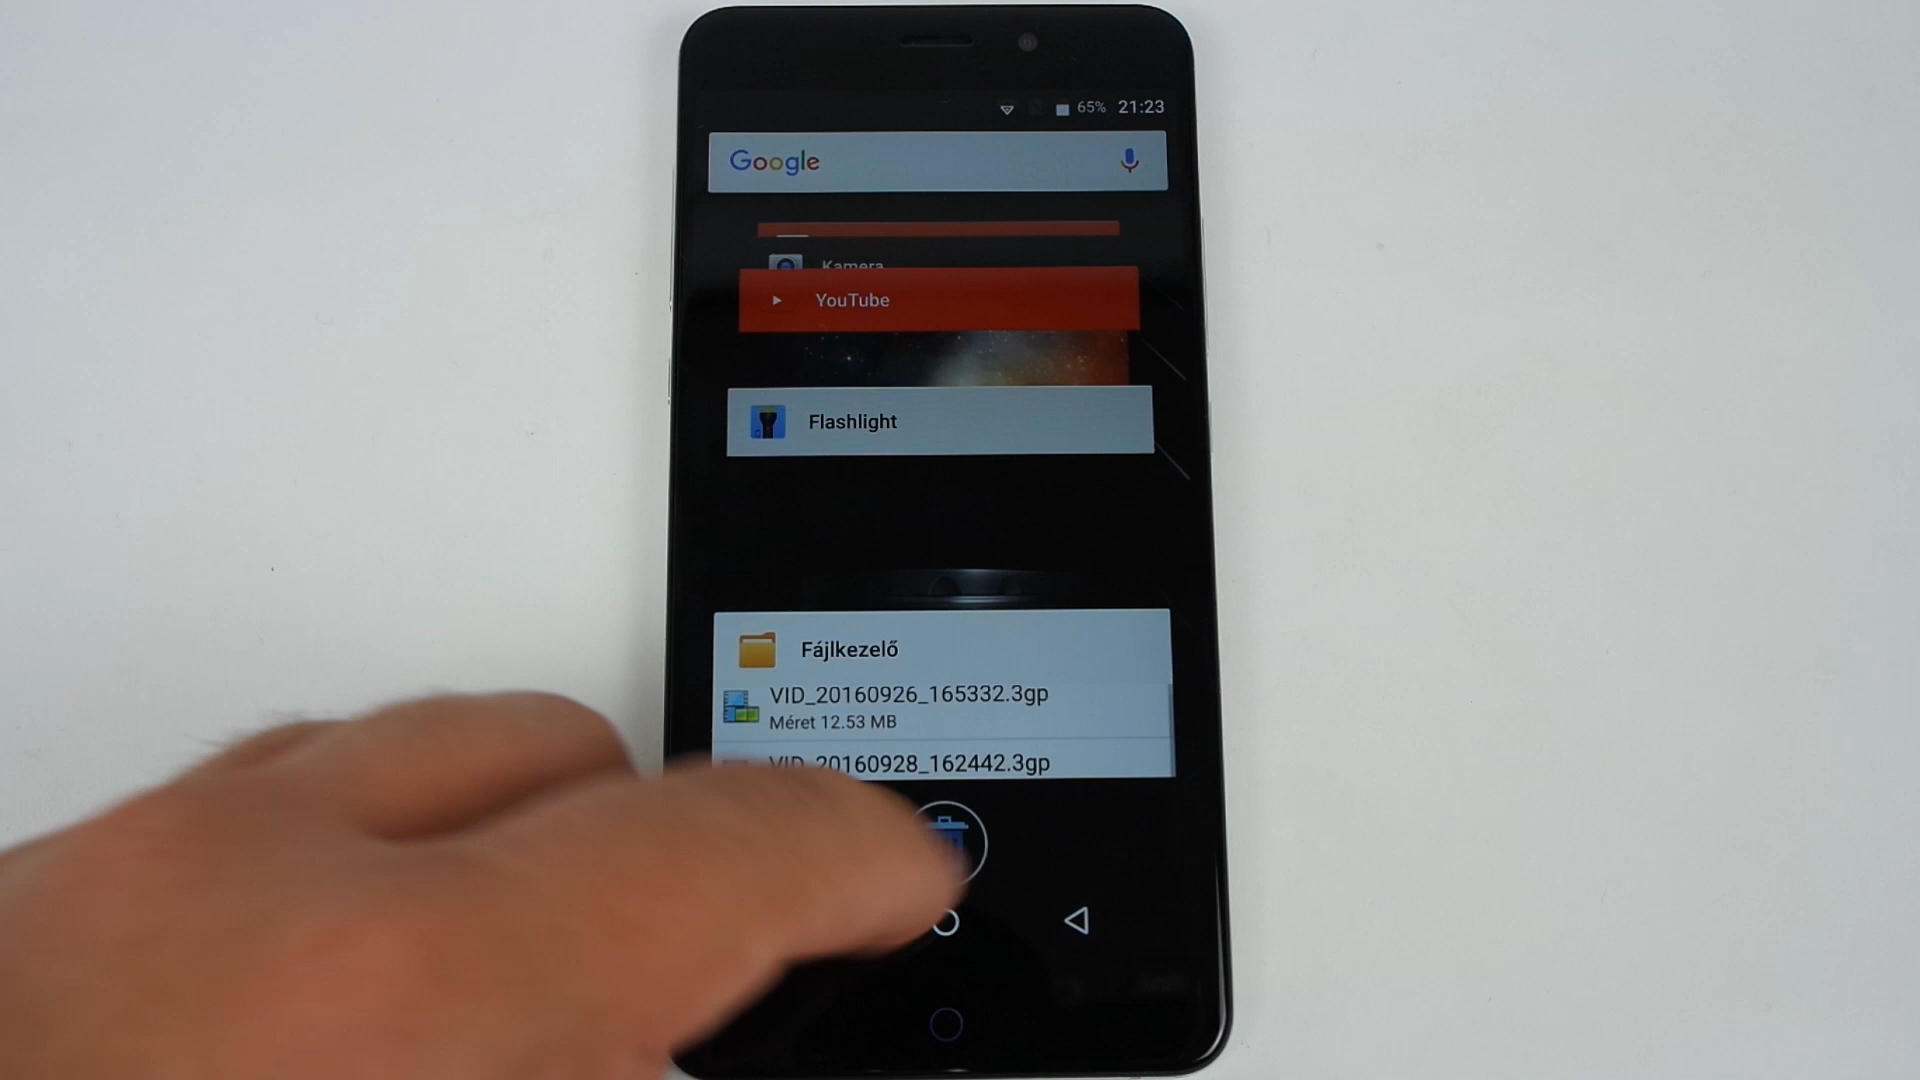 65% 21:23
Google
Kamera
YouTube
Flashlight
Fájlkezelő
VID_20160926_165332.3gp
Méret 12.53 MB
VID_20160928_162442.3gp